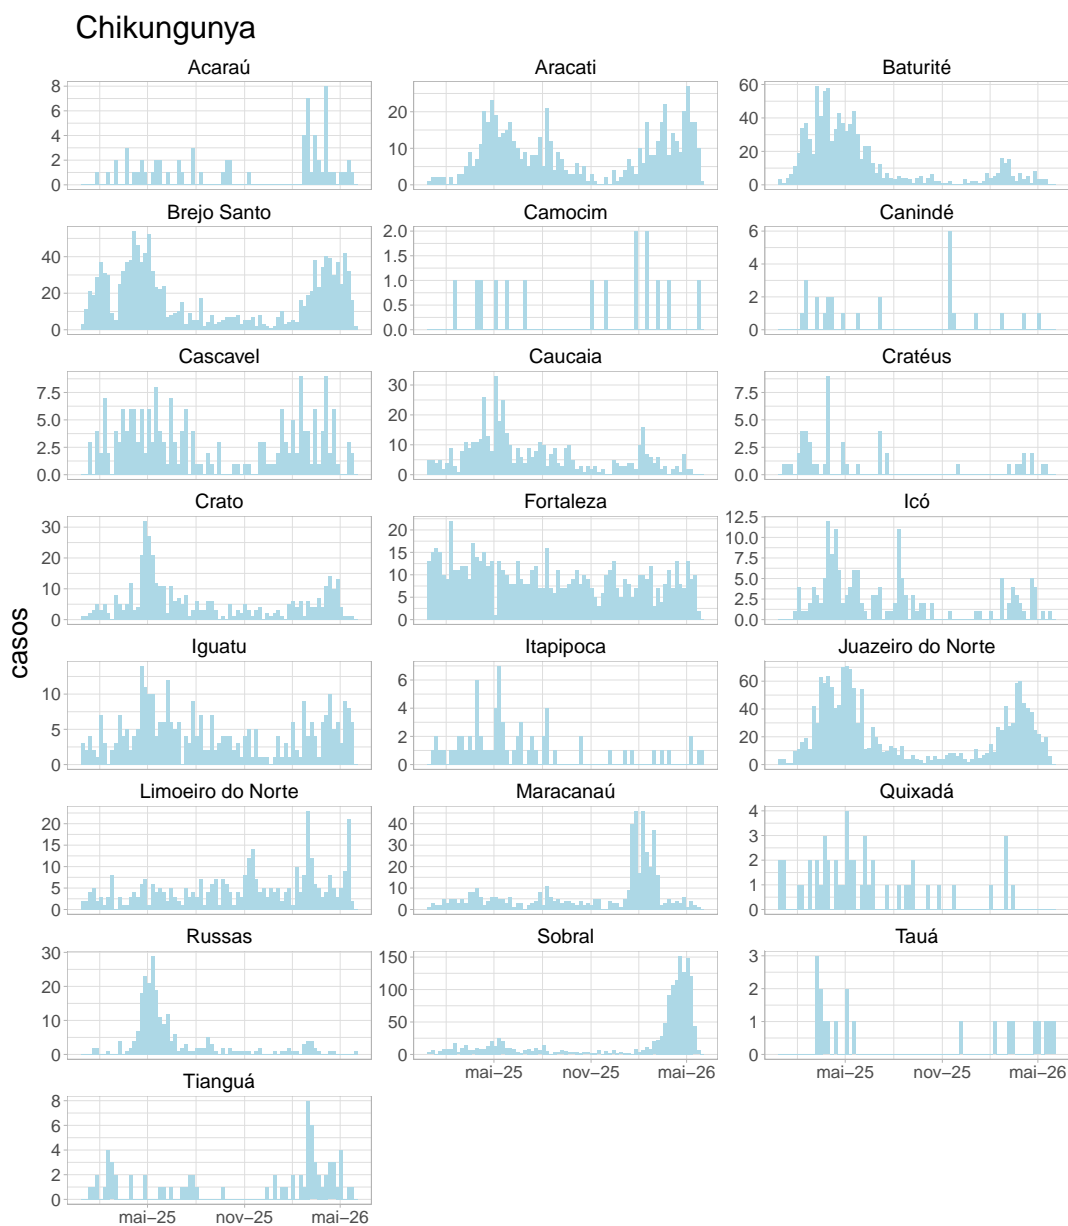 Chikungunya
Acaraú Aracati Baturité
8 6 4 2 0
20 10 0
60 40 20 0
Brejo Santo Camocim Canindé
40 20 0
2.0 1.5 1.0 0.5 0.0
6 4 2 0
Cascavel Caucaia Cratéus
7.5 5.0 2.5 0.0
30 20 10 0
7.5 5.0 2.5 0.0
Crato Fortaleza Icó
30 20 10 0
20 15 10 5 0
12.5 10.0 7.5 5.0 2.5 0.0
casos
Iguatu Itapipoca Juazeiro do Norte
10 5 0
6 4 2 0
60 40 20 0
Limoeiro do Norte Maracanaú Quixadá
20 15 10 5 0
40 30 20 10 0
4 3 2 1 0
Russas Sobral Tauá
30 20 10 0
150 100 50 0
3 2 1 0
mai–25 nov–25 mai–26
mai–25 nov–25 mai–26
Tianguá
8 6 4 2 0
mai–25 nov–25 mai–26